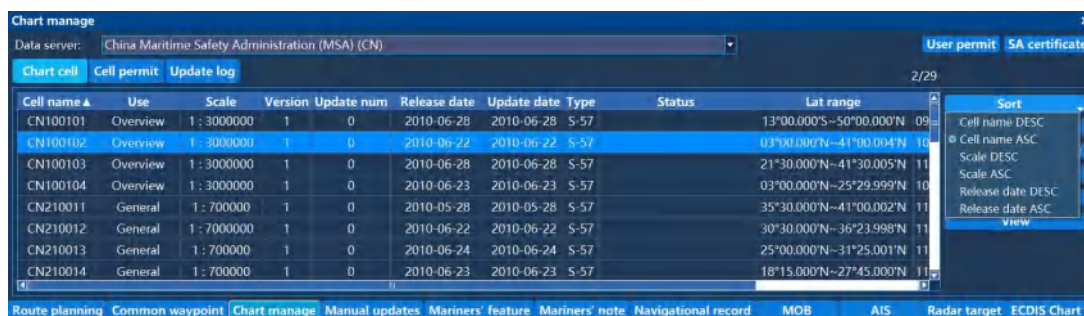 Chart manage
Data server: China Maritime Safety Administration (MSA) (CN) User permit SA certificate
Chart cell Cell permit Update log 2/29
Cell name▲ Use Scale Version Update num Release date Update date Type Status Lat range Sort
CN100101 Overview 1 : 3000000 1 0 2010-06-28 2010-06-28 S-57 13°00.000'S~50°00.000'N 09 Cell name DESC
CN100102 Overview 1 : 3000000 1 0 2010-06-22 2010-06-22 S-57 03°00.000'N~41°00.004'N 10 Cell name ASC
CN100103 Overview 1 : 3000000 1 0 2010-06-28 2010-06-28 S-57 21°30.000'N~41°30.005'N 11 Scale DESC
Scale ASC
CN100104 Overview 1 : 3000000 1 0 2010-06-23 2010-06-23 S-57 03°00.000'N~25°29.999'N 10 Release date DESC
CN210011 General 1 : 700000 1 0 2010-05-28 2010-05-28 S-57 35°30.000'N~41°00.002'N 11 Release date ASC
CN210012 General 1 : 7000000 1 0 2010-06-22 2010-06-22 S-57 30°30.000'N~36°23.998'N 11 View
CN210013 General 1 : 700000 1 0 2010-06-24 2010-06-24 S-57 25°00.000'N~31°25.001'N 11
CN210014 General 1 : 700000 1 0 2010-06-23 2010-06-23 S-57 18°15.000'N~27°45.000'N 11
Route planning Common waypoint Chart manage Manual updates Mariners' feature Mariners' note Navigational record MOB AIS Radar target ECDIS Chart